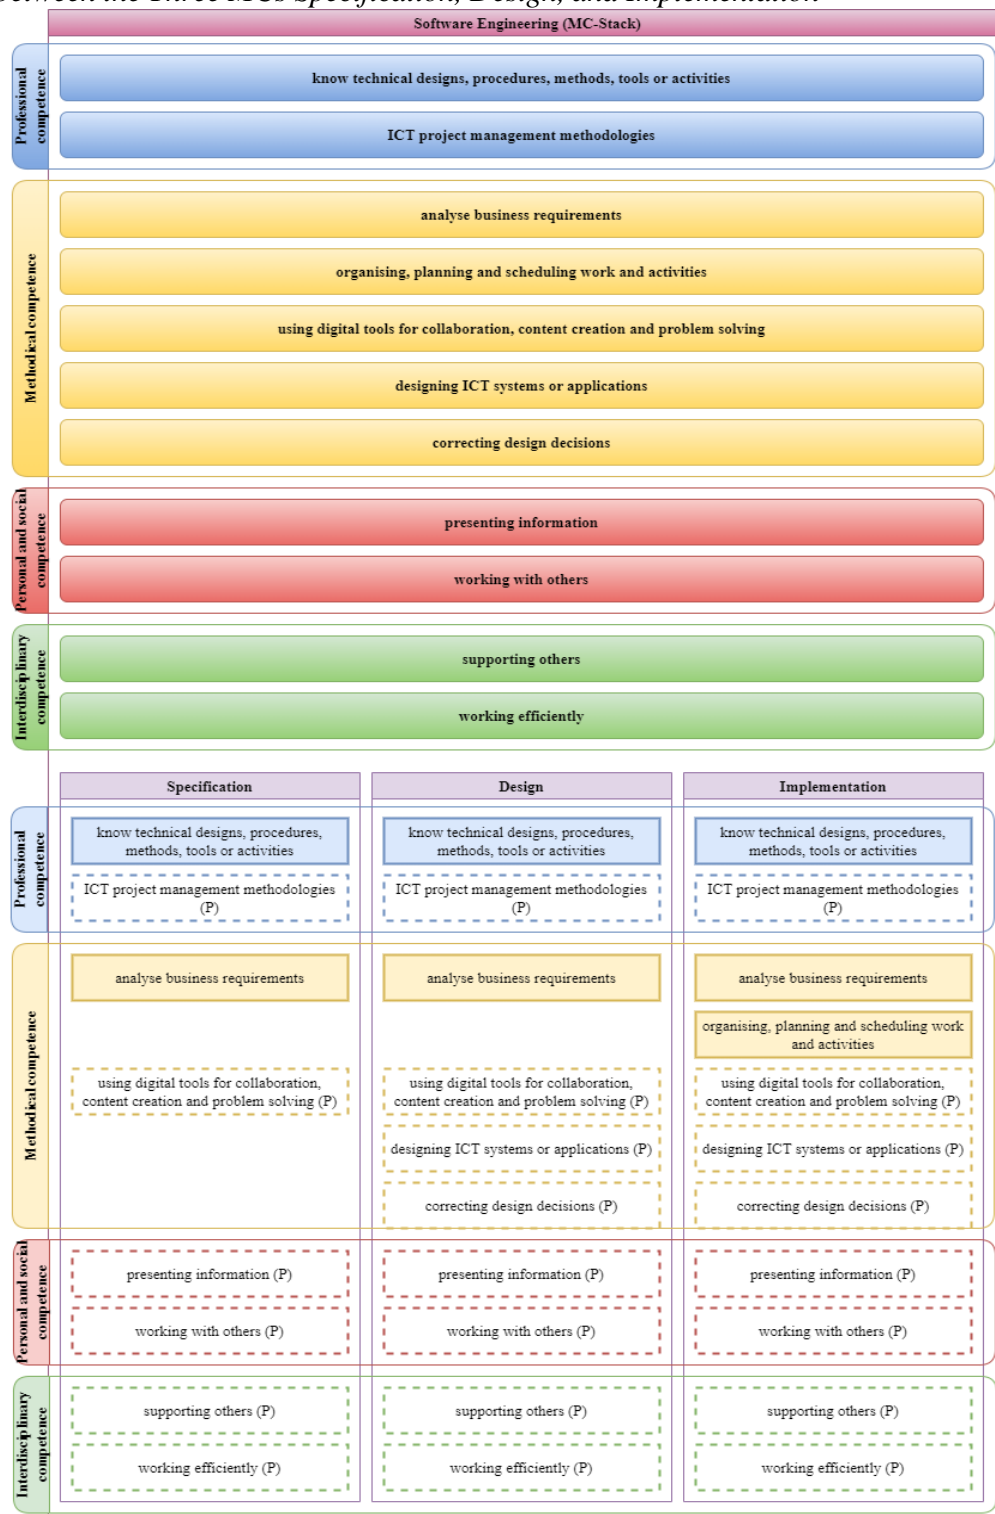 between the Three MCs Specification, Design, and Implementation
Software Engineering (MC-Stack)
Professional
competence
know technical designs, procedures, methods, tools or activities
ICT project management methodologies
Methodical competence
analyse business requirements
organising, planning and scheduling work and activities
using digital tools for collaboration, content creation and problem solving
designing ICT systems or applications
correcting design decisions
Personal and social
competence
presenting information
working with others
Interdisciplinary
competence
supporting others
working efficiently
Specification
Design
Implementation
Professional
competence
know technical designs, procedures,
methods, tools or activities
know technical designs, procedures,
methods, tools or activities
know technical designs, procedures,
methods, tools or activities
ICT project management methodologies
(P)
ICT project management methodologies
(P)
ICT project management methodologies
(P)
Methodical competence
analyse business requirements
analyse business requirements
analyse business requirements
organising, planning and scheduling work
and activities
using digital tools for collaboration,
content creation and problem solving (P)
using digital tools for collaboration,
content creation and problem solving (P)
using digital tools for collaboration,
content creation and problem solving (P)
designing ICT systems or applications (P)
designing ICT systems or applications (P)
correcting design decisions (P)
correcting design decisions (P)
Personal and social
competence
presenting information (P)
presenting information (P)
presenting information (P)
working with others (P)
working with others (P)
working with others (P)
Interdisciplinary
competence
supporting others (P)
supporting others (P)
supporting others (P)
working efficiently (P)
working efficiently (P)
working efficiently (P)